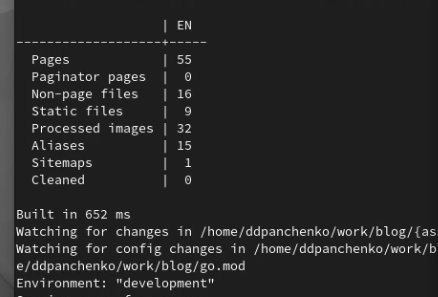 | EN
-------------------+-----
Pages | 55
Paginator pages | 0
Non-page files | 16
Static files | 9
Processed images | 32
Aliases | 15
Sitemaps | 1
Cleaned | 0
Built in 652 ms
Watching for changes in /home/ddpanchenko/work/blog/{as
Watching for config changes in /home/ddpanchenko/work/b
e/ddpanchenko/work/blog/go.mod
Environment: "development"